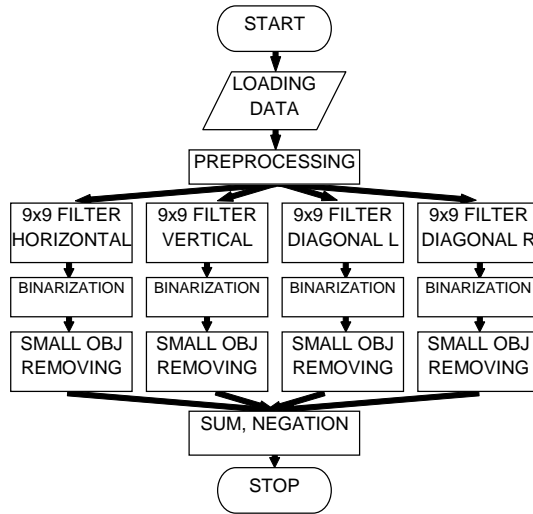 START
LOADING
DATA
PREPROCESSING
9x9 FILTER
HORIZONTAL
9x9 FILTER
VERTICAL
9x9 FILTER
DIAGONAL L
9x9 FILTER
DIAGONAL R
BINARIZATION
BINARIZATION
BINARIZATION
BINARIZATION
SMALL OBJ
REMOVING
SMALL OBJ
REMOVING
SMALL OBJ
REMOVING
SMALL OBJ
REMOVING
SUM, NEGATION
STOP